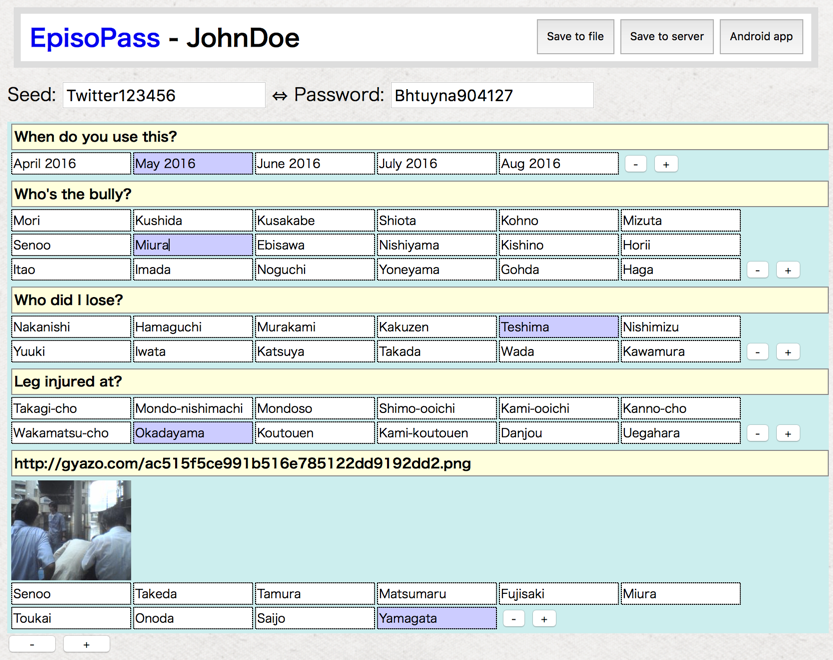 EpisoPass - JohnDoe
Save to file Save to server Android app
Seed: Twitter123456 ⇔ Password: Bhtuyna904127
When do you use this?
April 2016 May 2016 June 2016 July 2016 Aug 2016 - +
Who's the bully?
Mori Kushida Kusakabe Shiota Kohno Mizuta
Senoo Miura Ebisawa Nishiyama Kishino Horii
Itao Imada Noguchi Yoneyama Gohda Haga - +
Who did I lose?
Nakanishi Hamaguchi Murakami Kakuzen Teshima Nishimizu
Yuuki Iwata Katsuya Takada Wada Kawamura - +
Leg injured at?
Takagi-cho Mondo-nishimachi Mondoso Shimo-ooichi Kami-ooichi Kanno-cho
Wakamatsu-cho Okadayama Koutouen Kami-koutouen Danjou Uegahara - +
http://gyazo.com/ac515f5ce991b516e785122dd9192dd2.png
Senoo Takeda Tamura Matsumaru Fujisaki Miura
Toukai Onoda Saijo Yamagata - +
- +